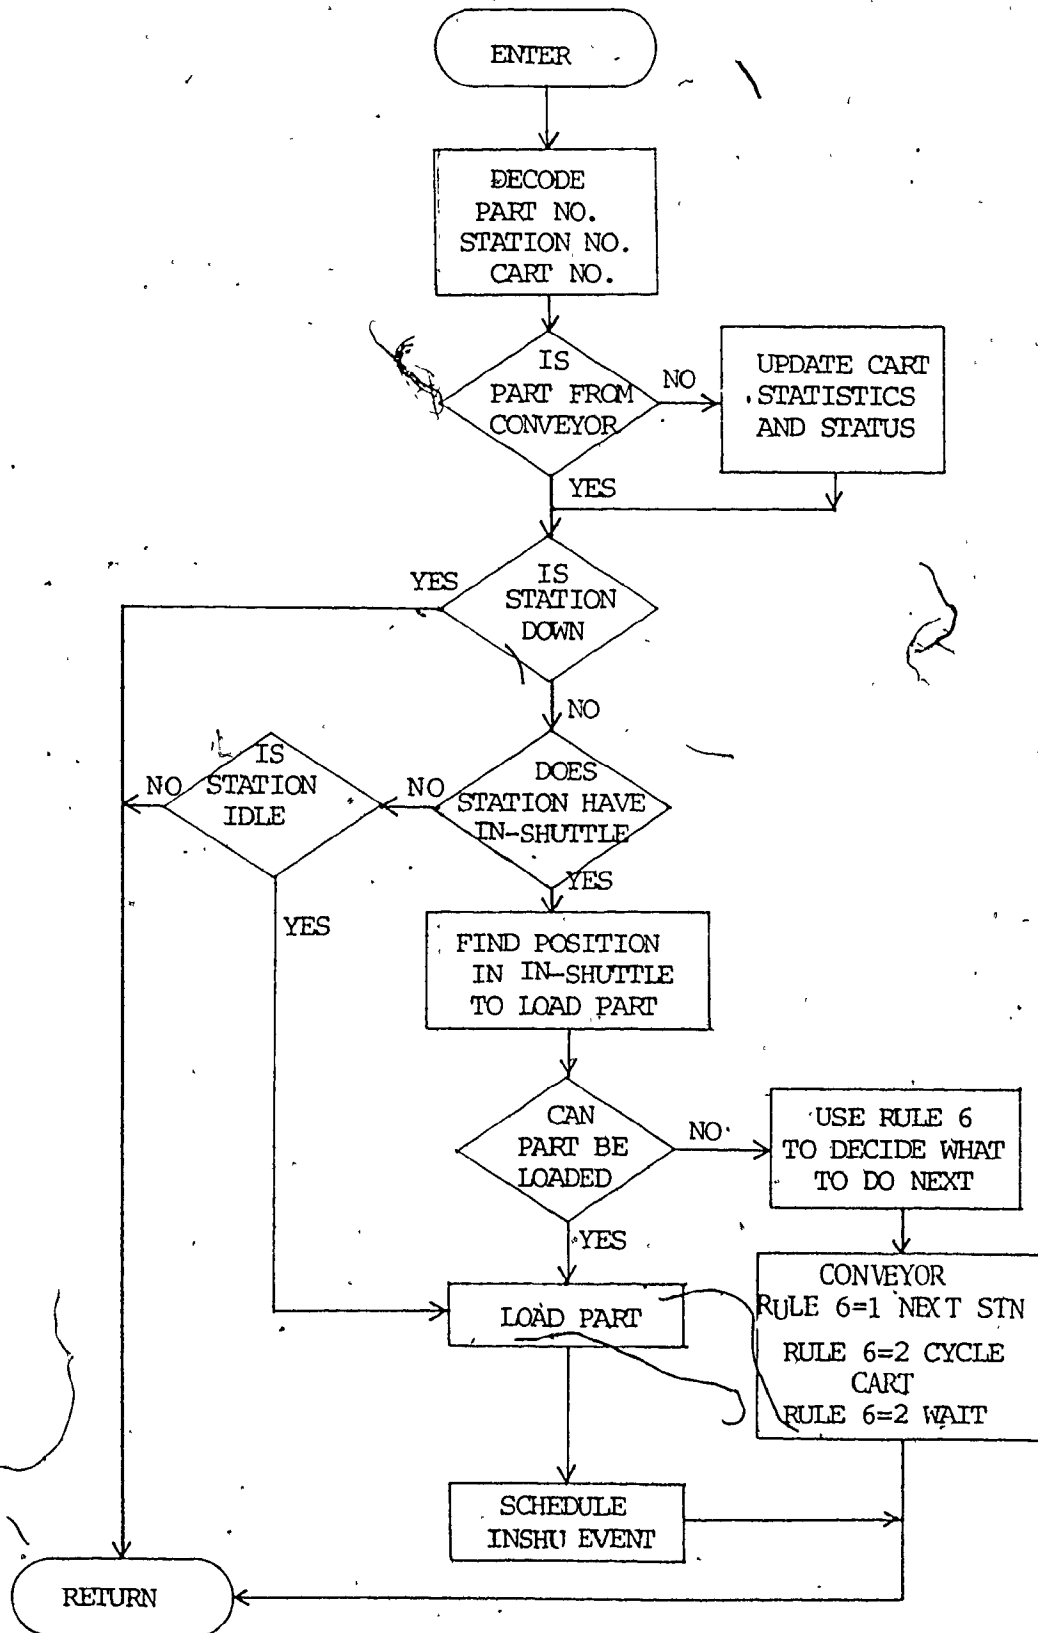 ENTER
DECODE
PART NO.
STATION NO.
CART NO.
IS
PART FROM
CONVEYOR
NO
UPDATE CART
STATISTICS
AND STATUS
YES
YES
IS
STATION
DOWN
NO
IS
STATION
IDLE
NO
NO
DOES
STATION HAVE
IN-SHUTTLE
YES
YES
FIND POSITION
IN IN-SHUTTLE
TO LOAD PART
CAN
PART BE
LOADED
NO
USE RULE 6
TO DECIDE WHAT
TO DO NEXT
YES
CONVEYOR
RULE 6=1 NEXT STN
RULE 6=2 CYCLE
CART
RULE 6=2 WAIT
LOAD PART
SCHEDULE
INSHU EVENT
RETURN